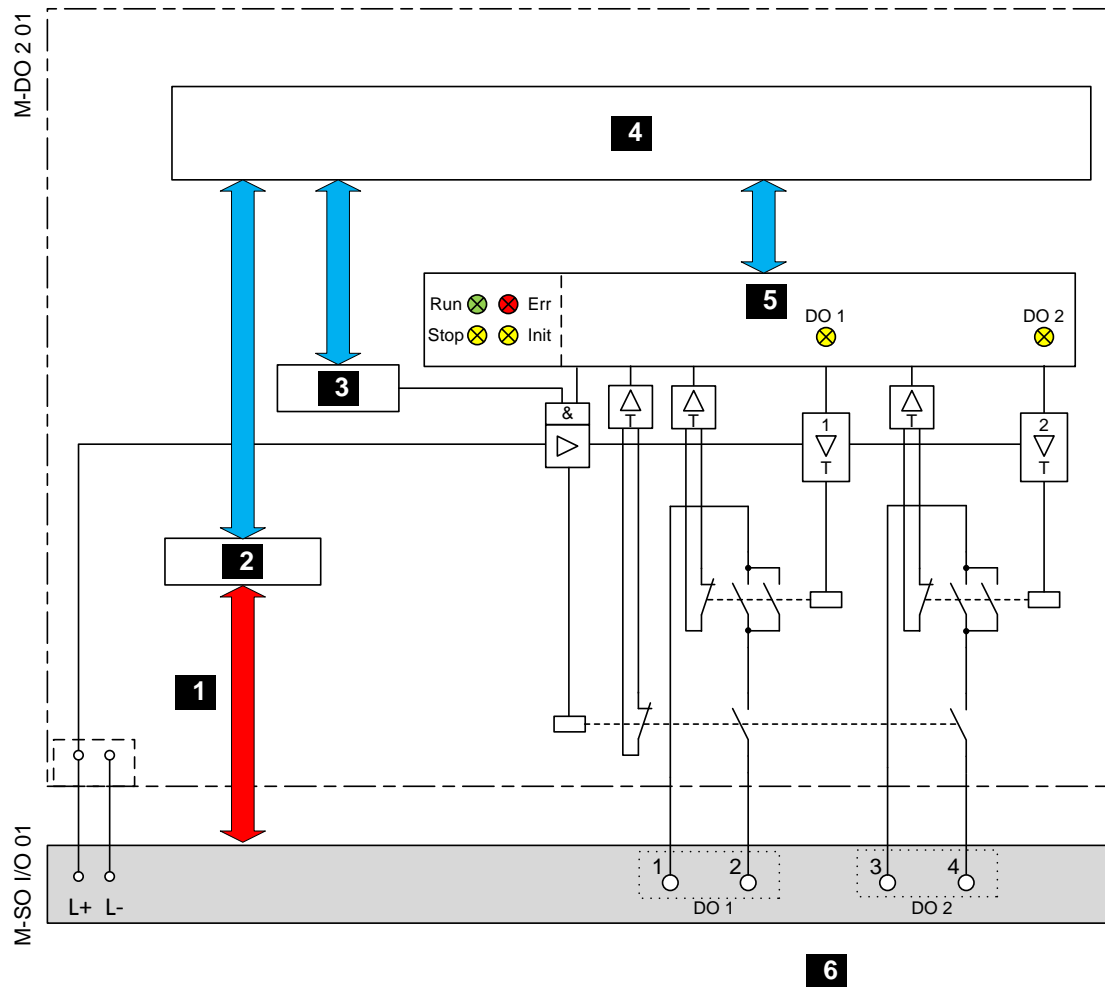 M-DO 2 01
4
Run
Err
5
DO 1
DO 2
Stop
Init
3
&
T
T
1
T
T
2
T
2
1
M-SO I/O 01
1
2
3
4
L+
L-
DO 1
DO 2
6